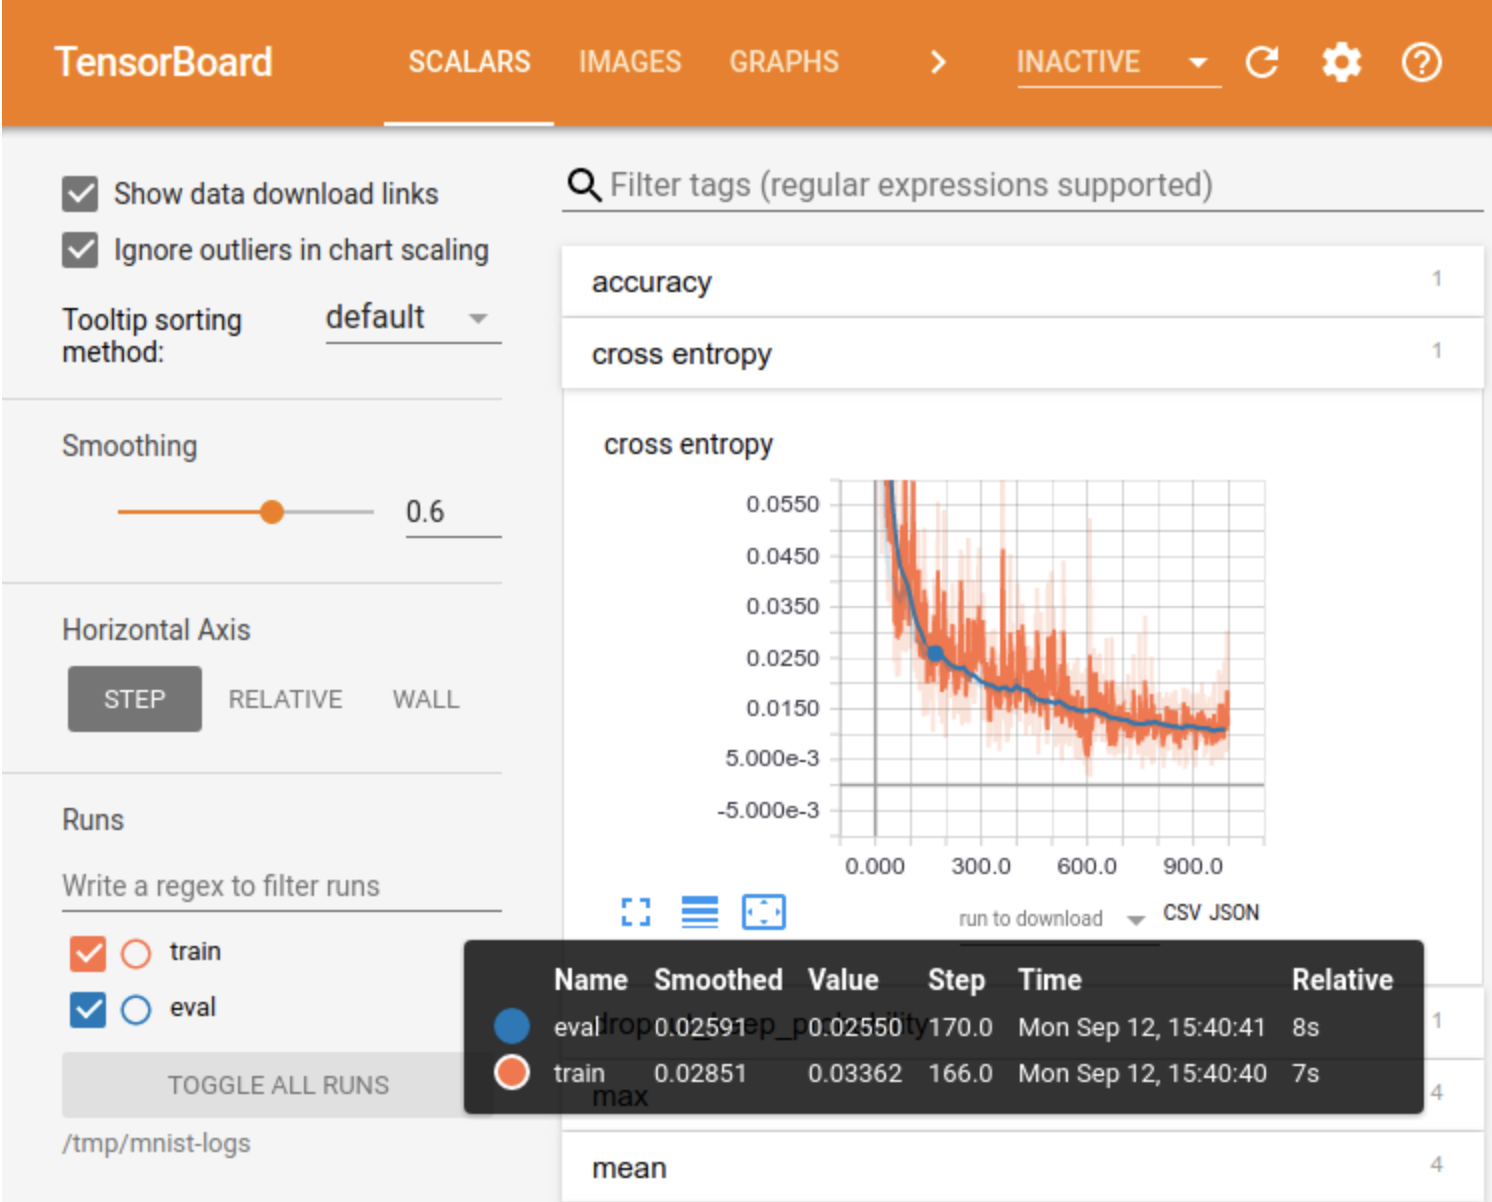 TensorBoard SCALARS IMAGES GRAPHS INACTIVE
Show data download links
Ignore outliers in chart scaling
Tooltip sorting
method:
default
Smoothing
0.6
Horizontal Axis
STEP RELATIVE WALL
Runs
Write a regex to filter runs
train
eval
TOGGLE ALL RUNS
/tmp/mnist-logs
Filter tags (regular expressions supported)
accuracy 1
cross entropy 1
cross entropy
0.0550
0.0450
0.0350
0.0250
0.0150
5.000e-3
-5.000e-3
0.000 300.0 600.0 900.0
run to download CSV JSON
Name Smoothed Value Step Time Relative
eval 0.02591 0.02550 170.0 Mon Sep 12, 15:40:41 8s
train 0.02851 0.03362 166.0 Mon Sep 12, 15:40:40 7s
1
max 4
mean 4